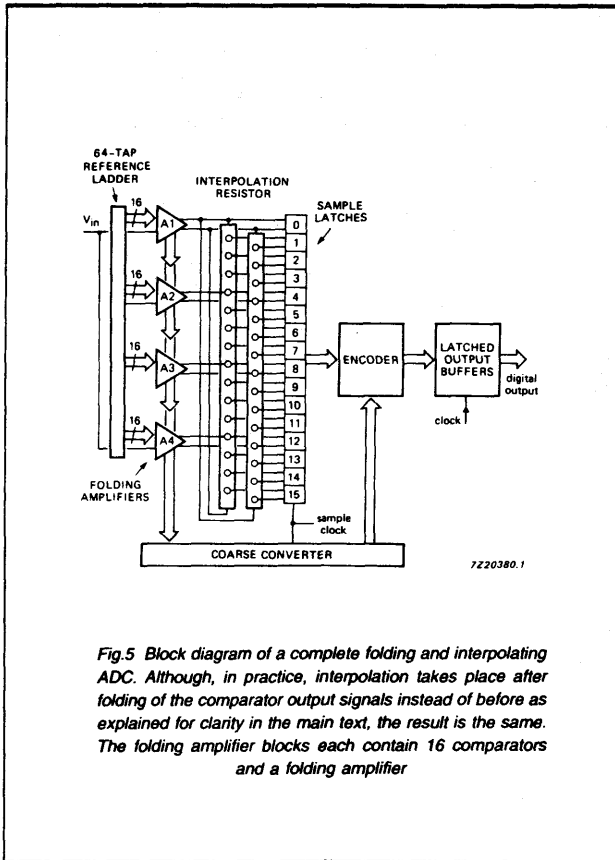 64-TAP
REFERENCE
LADDER
INTERPOLATION
RESISTOR
SAMPLE
LATCHES
Vin
16
A1
16
A2
16
A3
16
A4
FOLDING
AMPLIFIERS
0
1
2
3
4
5
6
7
8
9
10
11
12
13
14
15
ENCODER
LATCHED
OUTPUT
BUFFERS
digital
output
clock
sample
clock
COARSE CONVERTER
7Z20380.1
Fig.5 Block diagram of a complete folding and interpolating
ADC. Although, in practice, interpolation takes place after
folding of the comparator output signals instead of before as
explained for clarity in the main text, the result is the same.
The folding amplifier blocks each contain 16 comparators
and a folding amplifier